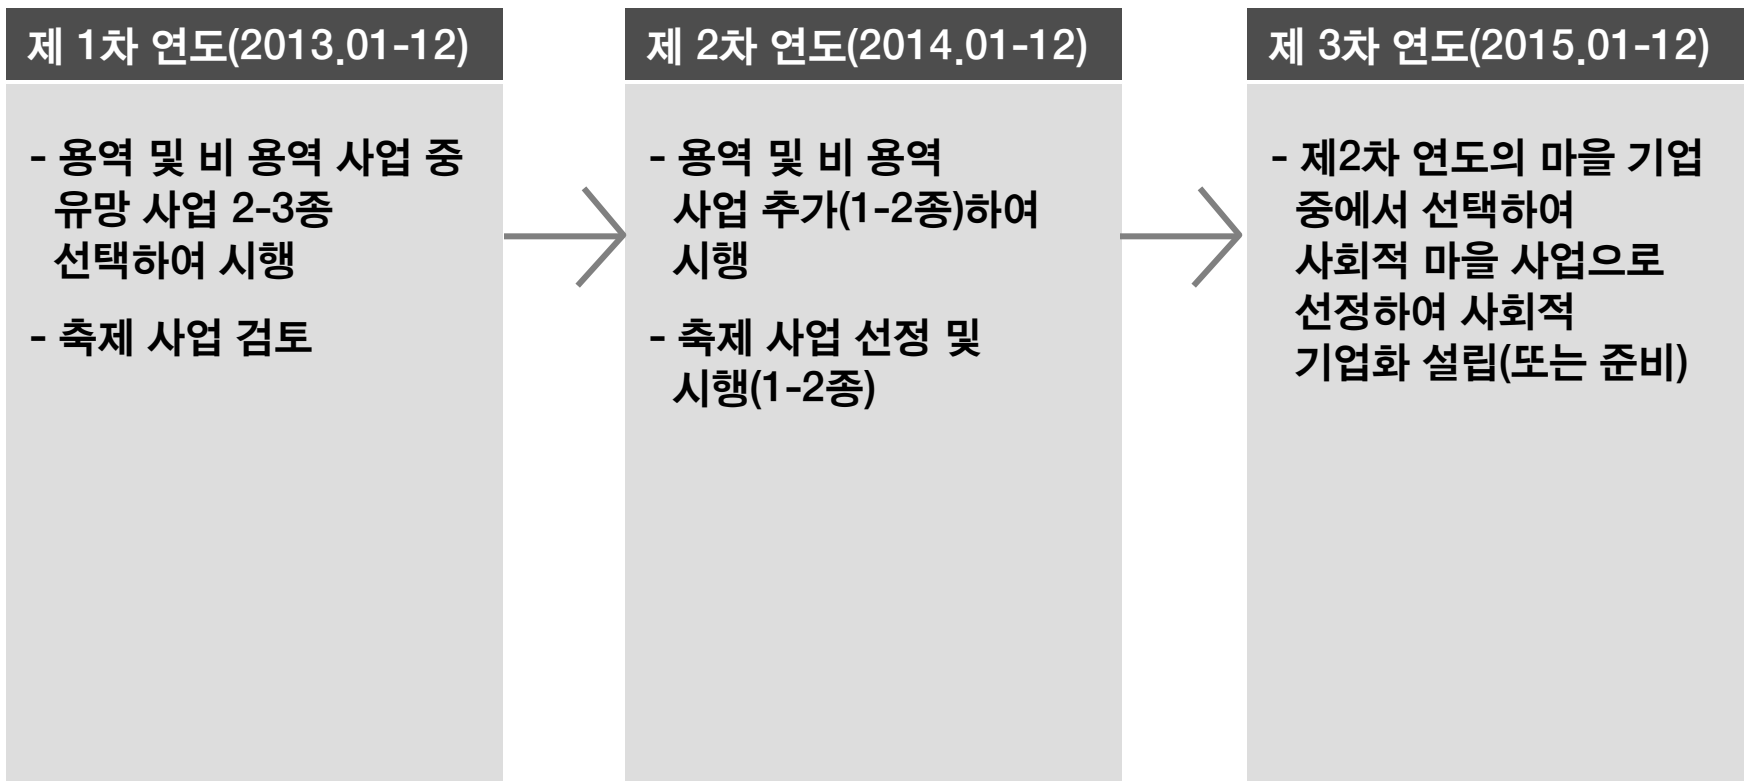 제 1차 연도(2013.01-12)
- 용역 및 비 용역 사업 중
유망 사업 2-3종
선택하여 시행
- 축제 사업 검토
제 2차 연도(2014.01-12)
- 용역 및 비 용역
사업 추가(1-2종)하여
시행
- 축제 사업 선정 및
시행(1-2종)
제 3차 연도(2015.01-12)
- 제2차 연도의 마을 기업
중에서 선택하여
사회적 마을 사업으로
선정하여 사회적
기업화 설립(또는 준비)